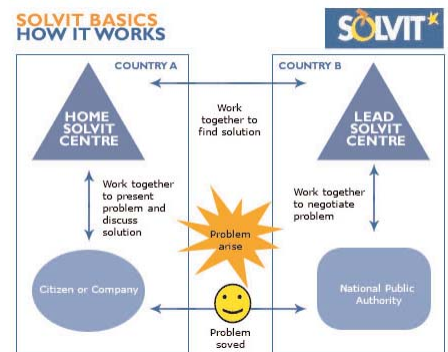 SOLVIT BASICS
HOW IT WORKS
SOLVIT
COUNTRY A
COUNTRY B
HOME
SOLVIT
CENTRE
Work
together to
find solution
LEAD
SOLVIT
CENTRE
Work together
to present
problem and
discuss
solution
Work together
to negotiate
problem
Problem
arise
Citizen or Company
National Public
Authority
Problem
soved